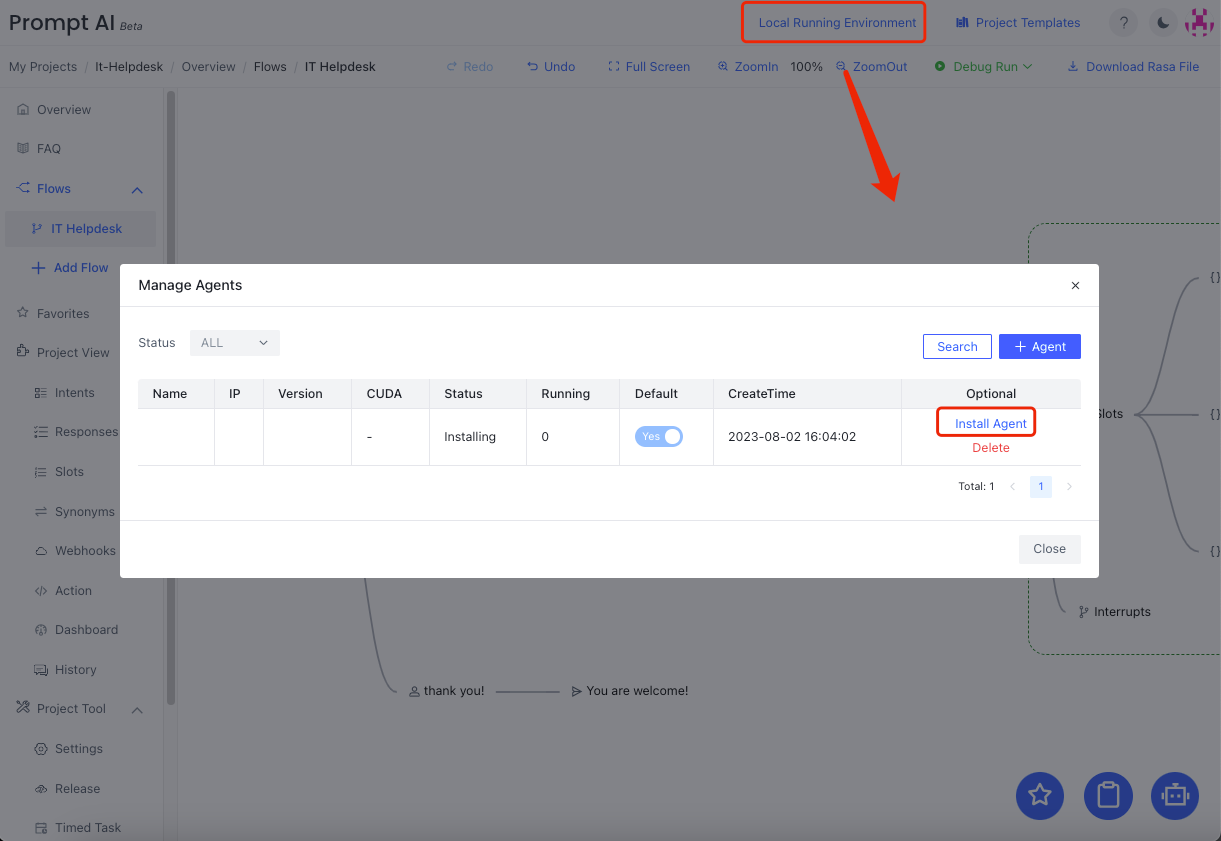 Prompt AI Beta
Local Running Environment
Project Templates
?
My Projects / It-Helpdesk / Overview / Flows / IT Helpdesk
Redo
Undo
Full Screen
ZoomIn
100%
ZoomOut
Debug Run
Download Rasa File
Overview
FAQ
Flows
IT Helpdesk
Add Flow
Favorites
Project View
Intents
Responses
Slots
Synonyms
Webhooks
Action
Dashboard
History
Project Tool
Settings
Release
Timed Task
Manage Agents
Status ALL
Search
+ Agent
Name IP Version CUDA Status Running Default CreateTime Optional
- Installing 0 Yes 2023-08-02 16:04:02
Install Agent
Delete
Total: 1 < 1 >
Close
Slots
{}
{}
{}
Interrupts
thank you!
You are welcome!